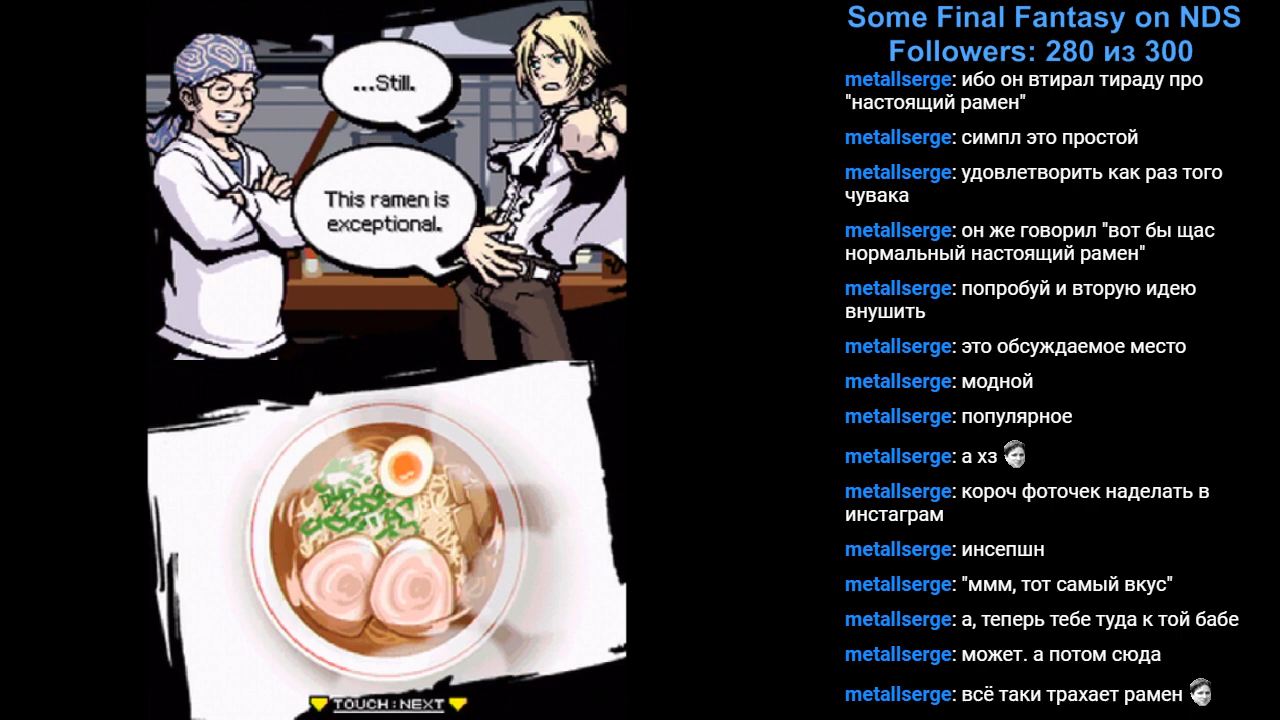 ...Still.
This ramen is
exceptional.
TOUCH:NEXT
Some Final Fantasy on NDS
Followers: 280 из 300
metallserge: ибо он втирал тираду про
"настоящий рамен"
metallserge: симпл это простой
metallserge: удовлетворить как раз того
чувака
metallserge: он же говорил "вот бы щас
нормальный настоящий рамен"
metallserge: попробуй и вторую идею
внушить
metallserge: это обсуждаемое место
metallserge: модной
metallserge: популярное
metallserge: а хз
metallserge: короч фоточек наделать в
инстаграм
metallserge: инсепшн
metallserge: "ммм, тот самый вкус"
metallserge: а, теперь тебе туда к той бабе
metallserge: может. а потом сюда
metallserge: всё таки трахает рамен